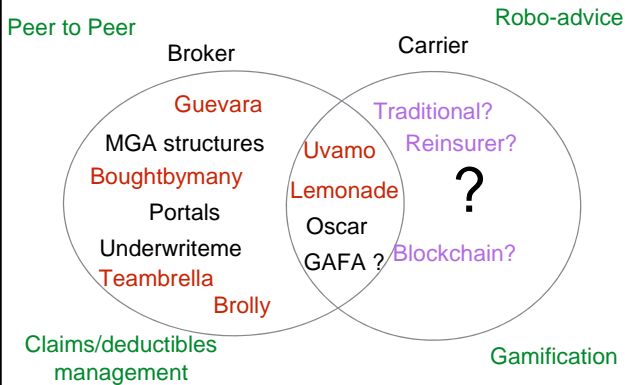 Peer to Peer
Robo-advice
Broker
Carrier
Guevara
MGA structures
Boughtbymany
Portals
Underwriteme
Teambrella
Brolly
Uvamo
Lemonade
Oscar
GAFA ?
Traditional?
Reinsurer?
?
Blockchain?
Claims/deductibles
management
Gamification